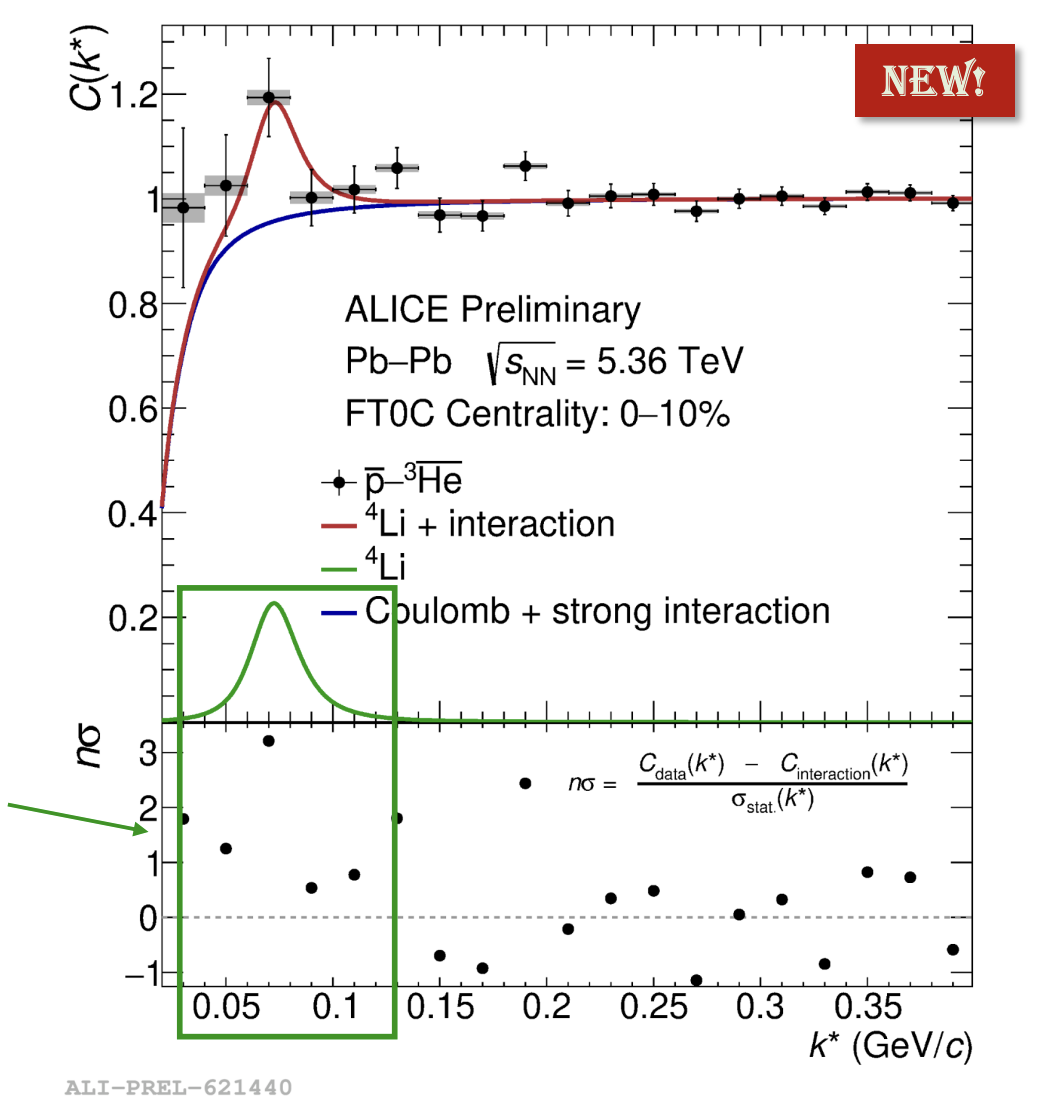 C(k*)
NEW!
1.2
1
0.8
0.6
0.4
0.2
ALICE Preliminary
Pb–Pb √sNN = 5.36 TeV
FT0C Centrality: 0–10%
p̅–³H̅e̅
⁴Li + interaction
⁴Li
Coulomb + strong interaction
nσ
3
2
1
0
−1
nσ = Cdata(k*) − Cinteraction(k*)
σstat.(k*)
0.05 0.1 0.15 0.2 0.25 0.3 0.35
k* (GeV/c)
ALI−PREL−621440